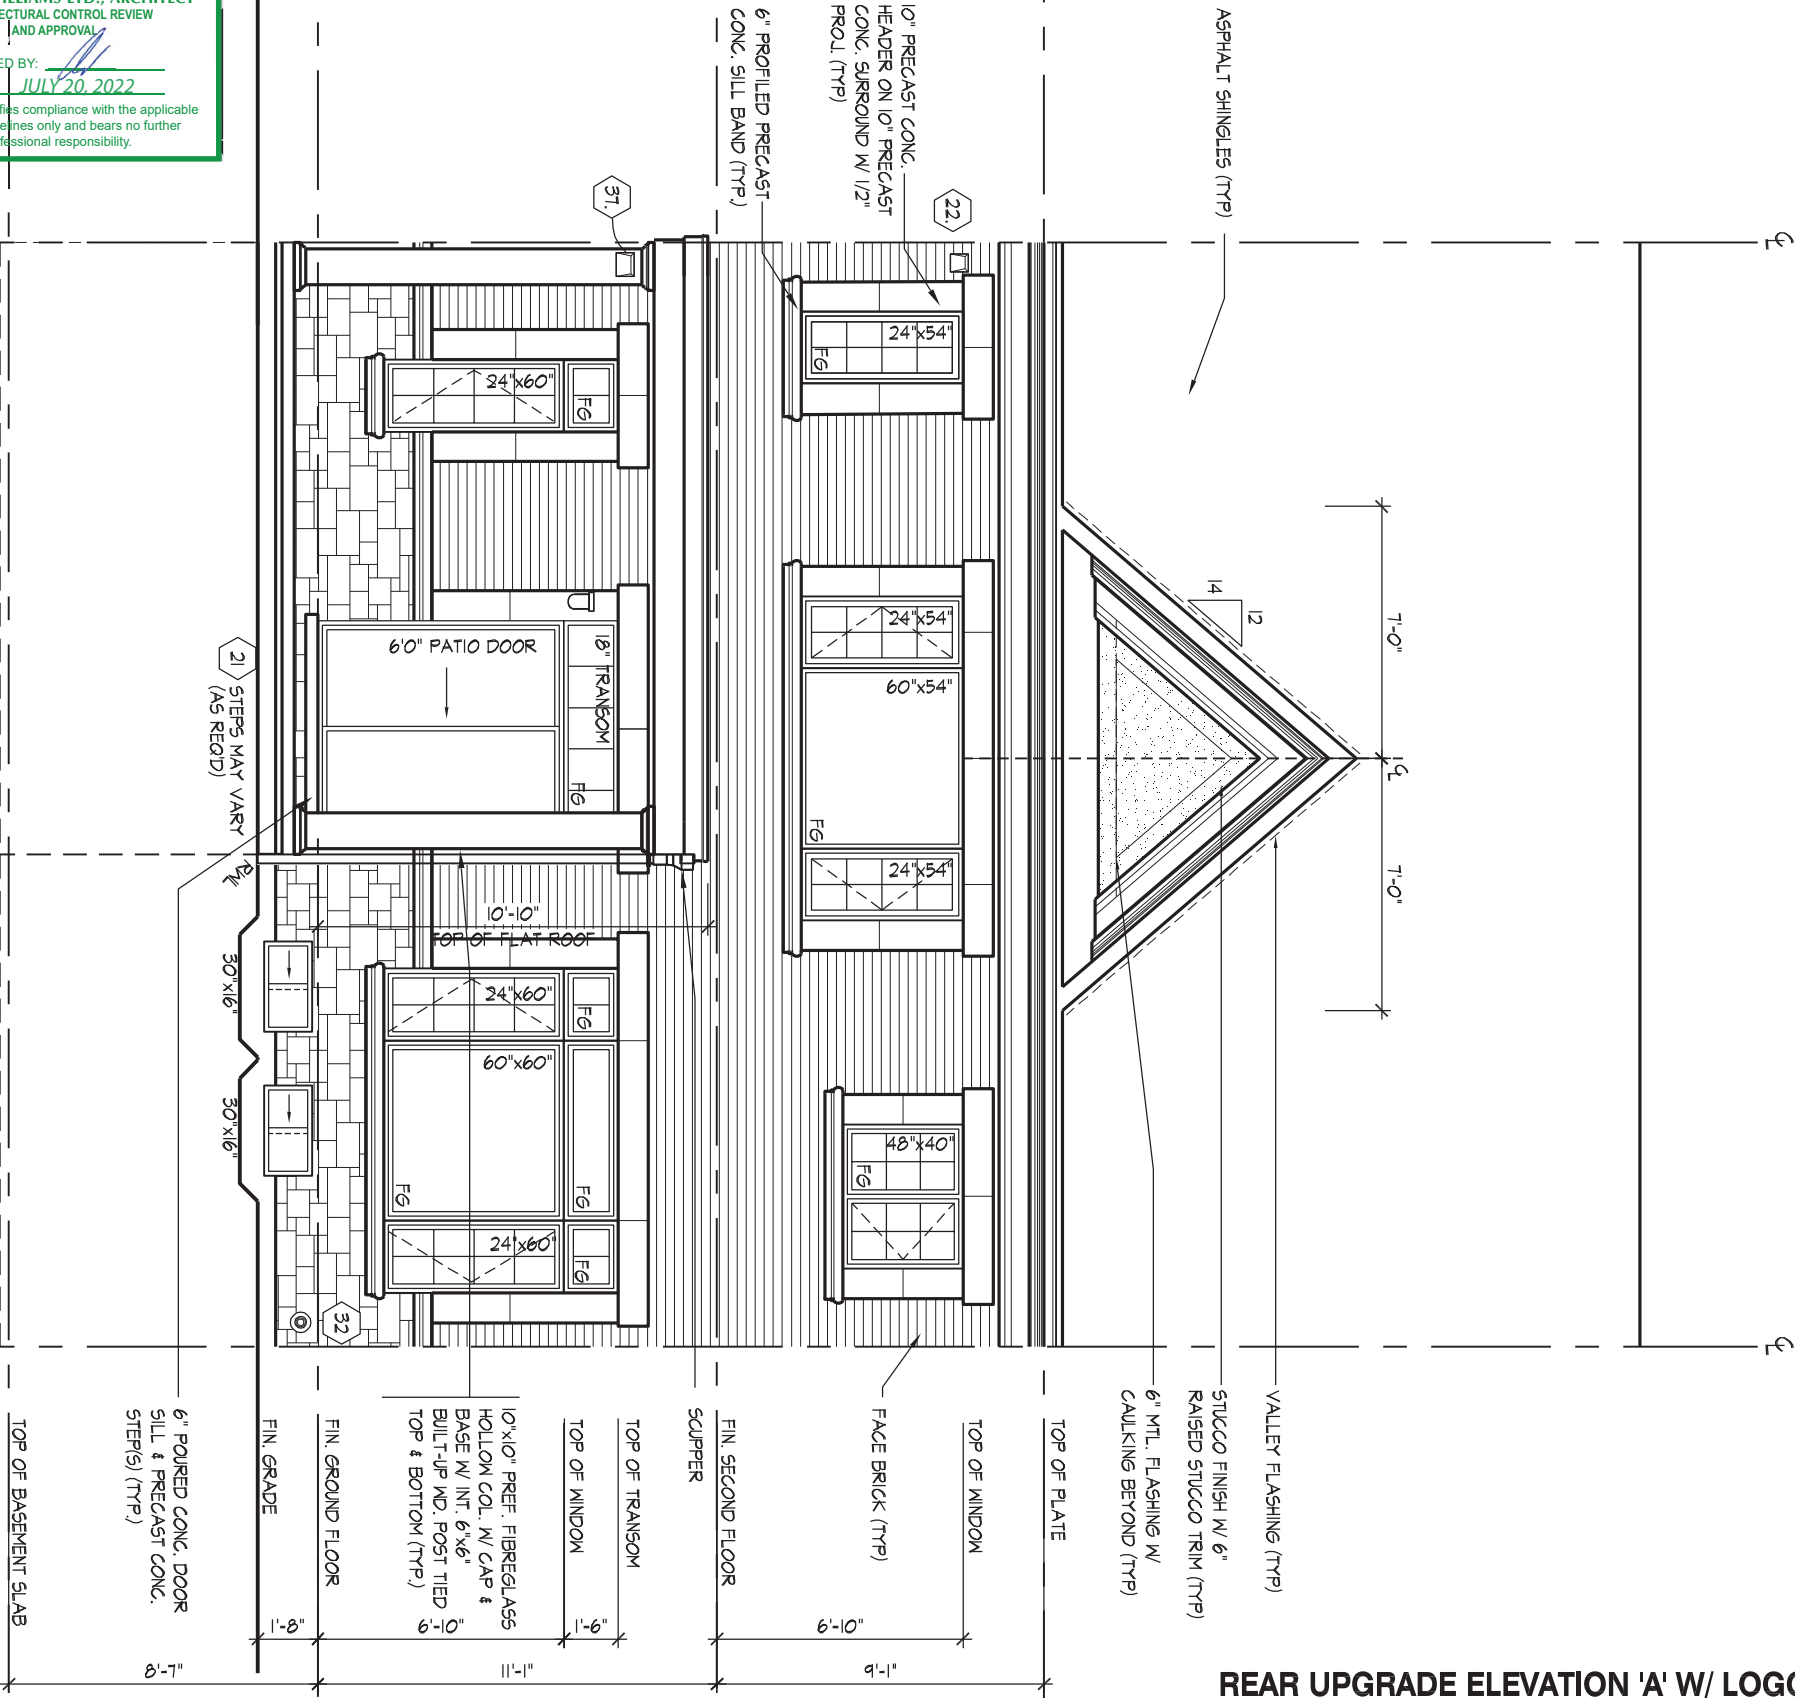 ILLIAMS LTD., ARCHITECT
ECTURAL CONTROL REVIEW
AND APPROVAL
ED BY:
JULY 20, 2022
fies compliance with the applicable
elines only and bears no further
fessional responsibility.
ASPHALT SHINGLES (TYP)
10" PRECAST CONC.
HEADER ON 10" PRECAST
CONC. SURROUND W/ 1/2"
PROJ. (TYP)
6" PROFILED PRECAST
CONC. SILL BAND (TYP.)
22.
37.
7'-0"
7'-0"
12
14
24"x54"
FG
24"x54"
60"x54"
FG
24"x54"
48"x40"
FG
24"x60"
FG
18" TRANSOM
FG
6'0" PATIO DOOR
21
STEPS MAY VARY
(AS REQ'D)
RWL
10'-10"
TOP OF FLAT ROOF
24"x60"
FG
60"x60"
FG
FG
24"x60"
FG
30"x16"
30"x16"
32
VALLEY FLASHING (TYP)
STUCCO FINISH W/ 6"
RAISED STUCCO TRIM (TYP)
6" MTL. FLASHING W/
CAULKING BEYOND (TYP)
TOP OF PLATE
TOP OF WINDOW
FACE BRICK (TYP)
FIN. SECOND FLOOR
SCUPPER
TOP OF TRANSOM
TOP OF WINDOW
10"x10" PREF. FIBREGLASS
HOLLOW COL. W/ CAP &
BASE W/ INT. 6"x6"
BUILT-UP WD. POST TIED
TOP & BOTTOM (TYP.)
FIN. GROUND FLOOR
FIN. GRADE
6" POURED CONC. DOOR
SILL & PRECAST CONC.
STEP(S) (TYP.)
TOP OF BASEMENT SLAB
6'-10"
1'-6"
6'-10"
1'-8"
9'-1"
11'-1"
8'-7"
REAR UPGRADE ELEVATION 'A' W/ LOGG